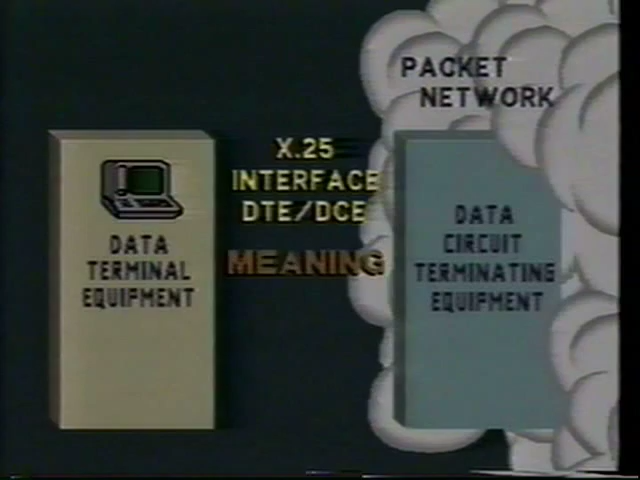 PACKET
NETWORK
X.25
INTERFACE
DTE/DCE
MEANING
DATA
TERMINAL
EQUIPMENT
DATA
CIRCUIT
TERMINATING
EQUIPMENT